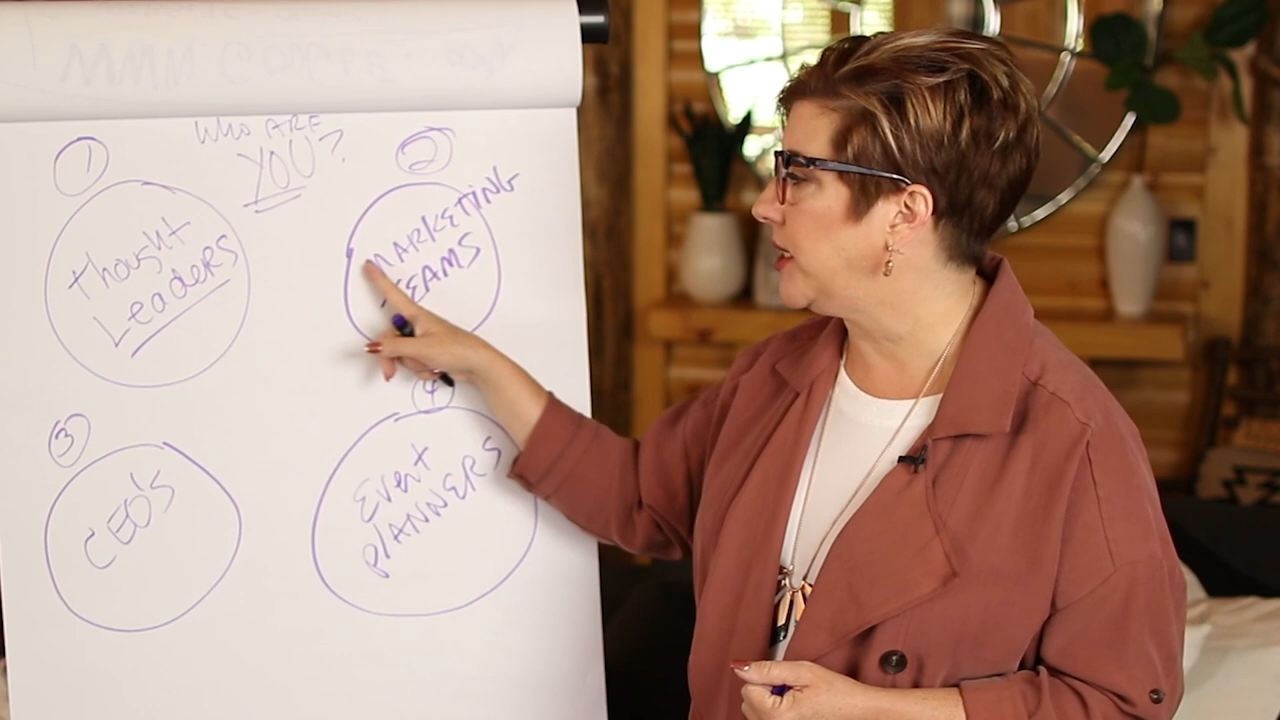 WHO ARE
YOU?
1
thought
Leaders
2
MARKETING
TEAMS
3
CEO'S
4
Event
PLANNERS